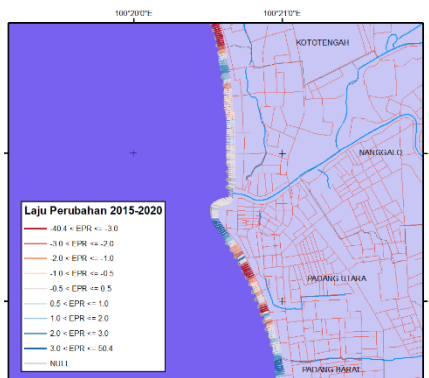 100°20'0"E 100°21'0"E
KOTOTENGAH
NANGGALO
Laju Perubahan 2015-2020
-40.4 < EPR <= -3.0
-3.0 < EPR <= -2.0
-2.0 < EPR <= -1.0
-1.0 < EPR <= -0.5
-0.5 < EPR <= 0.5
0.5 < EPR <= 1.0
1.0 < EPR <= 2.0
2.0 < EPR <= 3.0
3.0 < EPR <= 50.4
NULL
PADANG UTARA
PADANG BARAT